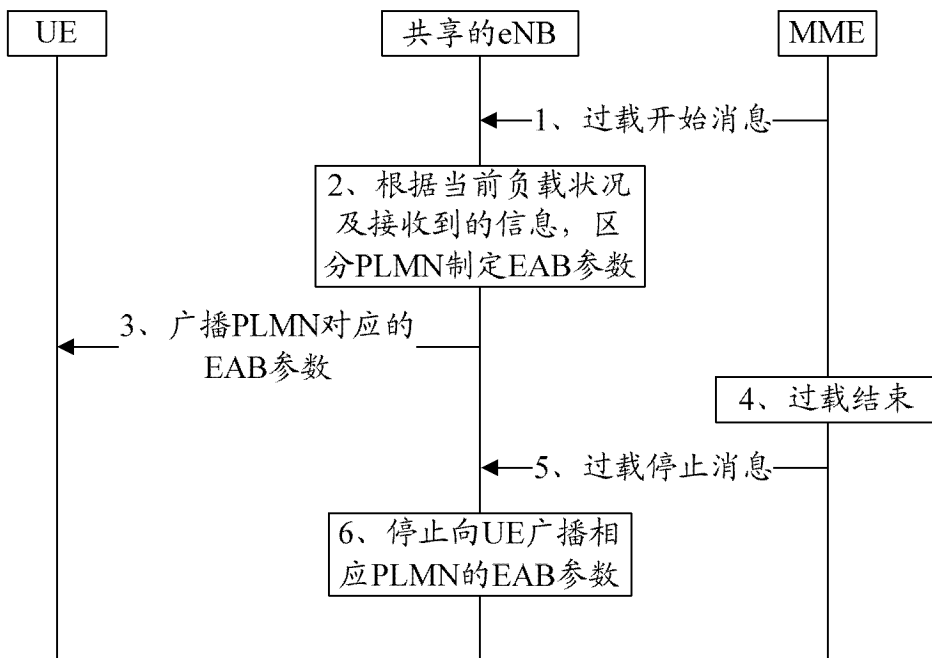 UE
共享的eNB
MME
1、过载开始消息
2、根据当前负载状况
及接收到的信息，区
分PLMN制定EAB参数
3、广播PLMN对应的
EAB参数
4、过载结束
5、过载停止消息
6、停止向UE广播相
应PLMN的EAB参数